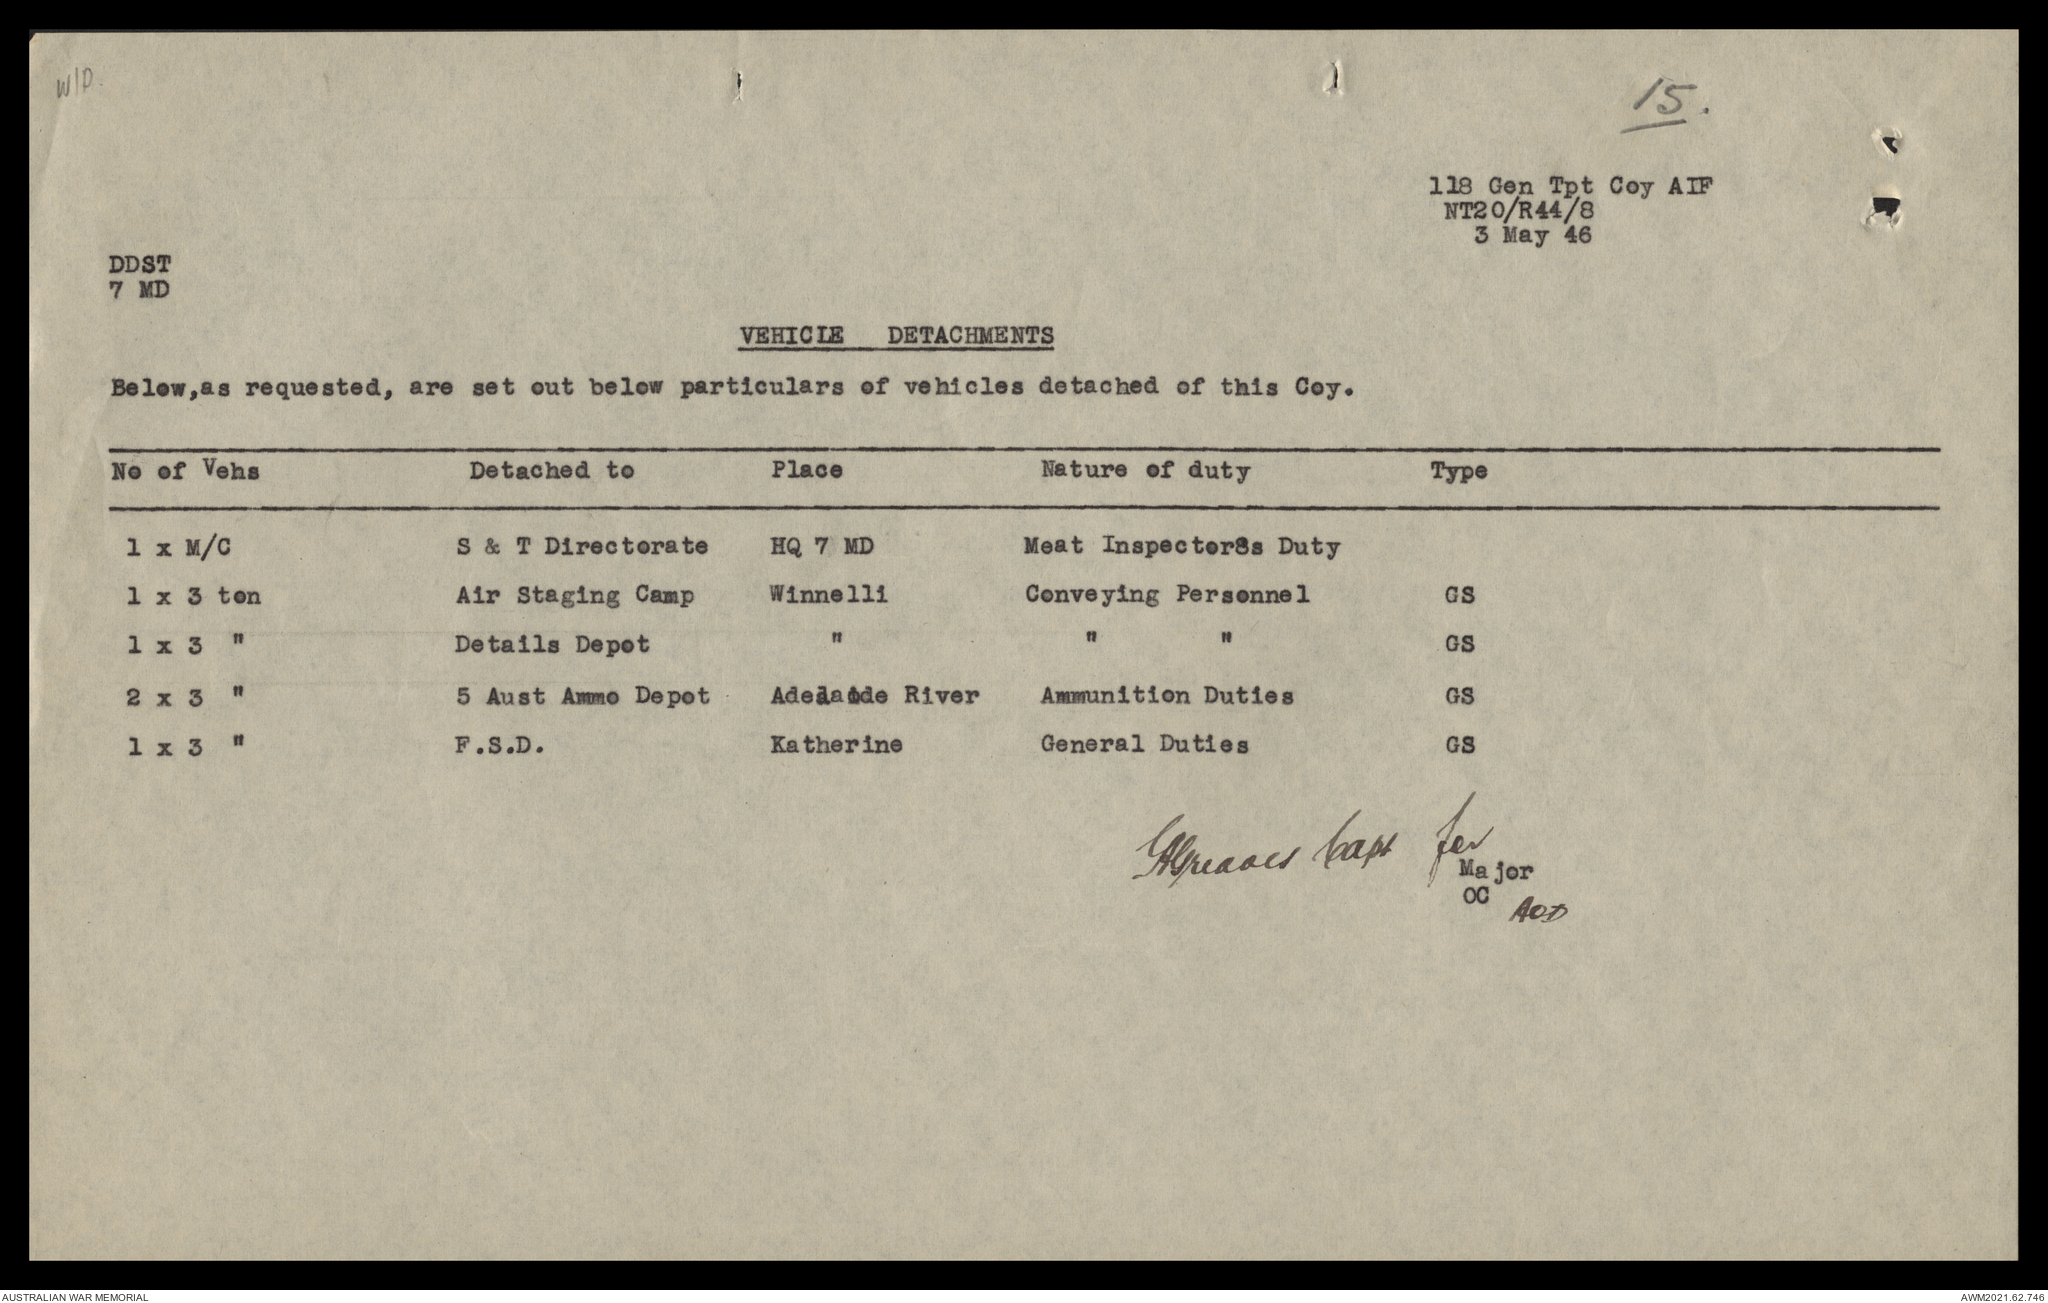 W/D.
15.
118 Gen Tpt Coy AIF
NT20/R44/8
3 May 46
DDST
7 MD
VEHICLE DETACHMENTS
Below,as requested, are set out below particulars of vehicles detached of this Coy.
No of Vehs Detached to Place Nature of duty Type
1 x M/C S & T Directorate HQ 7 MD Meat Inspector8s Duty
1 x 3 ton Air Staging Camp Winnelli Conveying Personnel GS
1 x 3 " Details Depot " " " GS
2 x 3 " 5 Aust Ammo Depot Adelaide River Ammunition Duties GS
1 x 3 " F.S.D. Katherine General Duties GS
Greaves Capt for
Major
OC
AUSTRALIAN WAR MEMORIAL
AWM2021.62.746